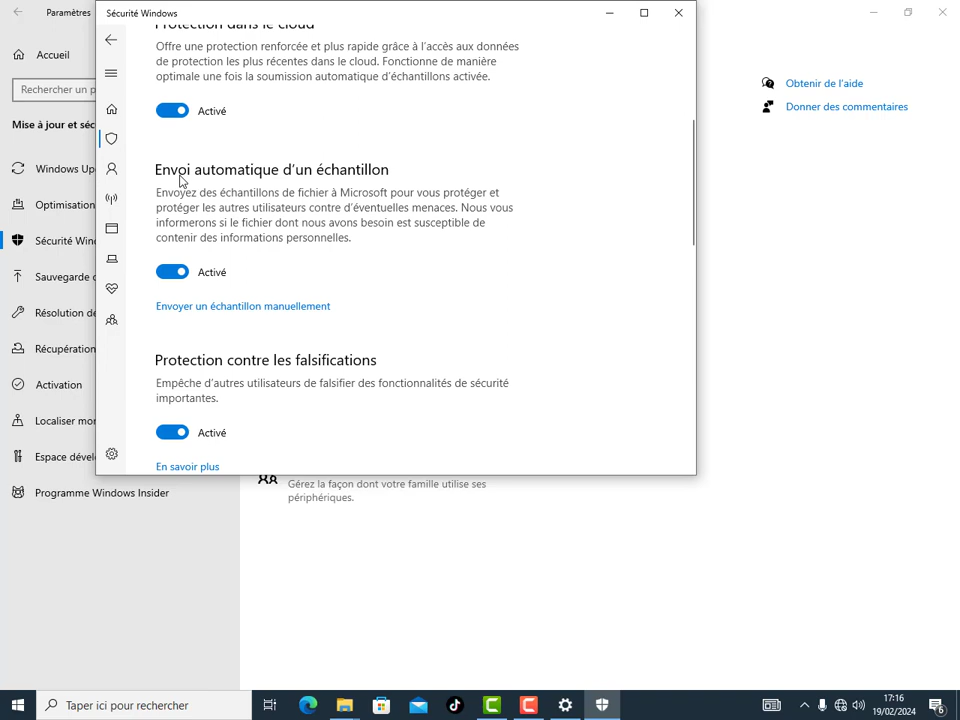 Paramètres
Sécurité Windows
Accueil
Rechercher un p
Mise à jour et séc
Windows Up
Optimisation
Sécurité Wind
Sauvegarde d
Résolution de
Récupération
Activation
Localiser mon
Espace dével
Programme Windows Insider
Protection dans le cloud
Offre une protection renforcée et plus rapide grâce à l'accès aux données
de protection les plus récentes dans le cloud. Fonctionne de manière
optimale une fois la soumission automatique d'échantillons activée.
Activé
Envoi automatique d'un échantillon
Envoyez des échantillons de fichier à Microsoft pour vous protéger et
protéger les autres utilisateurs contre d'éventuelles menaces. Nous vous
informerons si le fichier dont nous avons besoin est susceptible de
contenir des informations personnelles.
Activé
Envoyer un échantillon manuellement
Protection contre les falsifications
Empêche d'autres utilisateurs de falsifier des fonctionnalités de sécurité
importantes.
Activé
En savoir plus
Gérez la façon dont votre famille utilise ses
périphériques.
Obtenir de l'aide
Donner des commentaires
Taper ici pour rechercher
17:16
19/02/2024
6